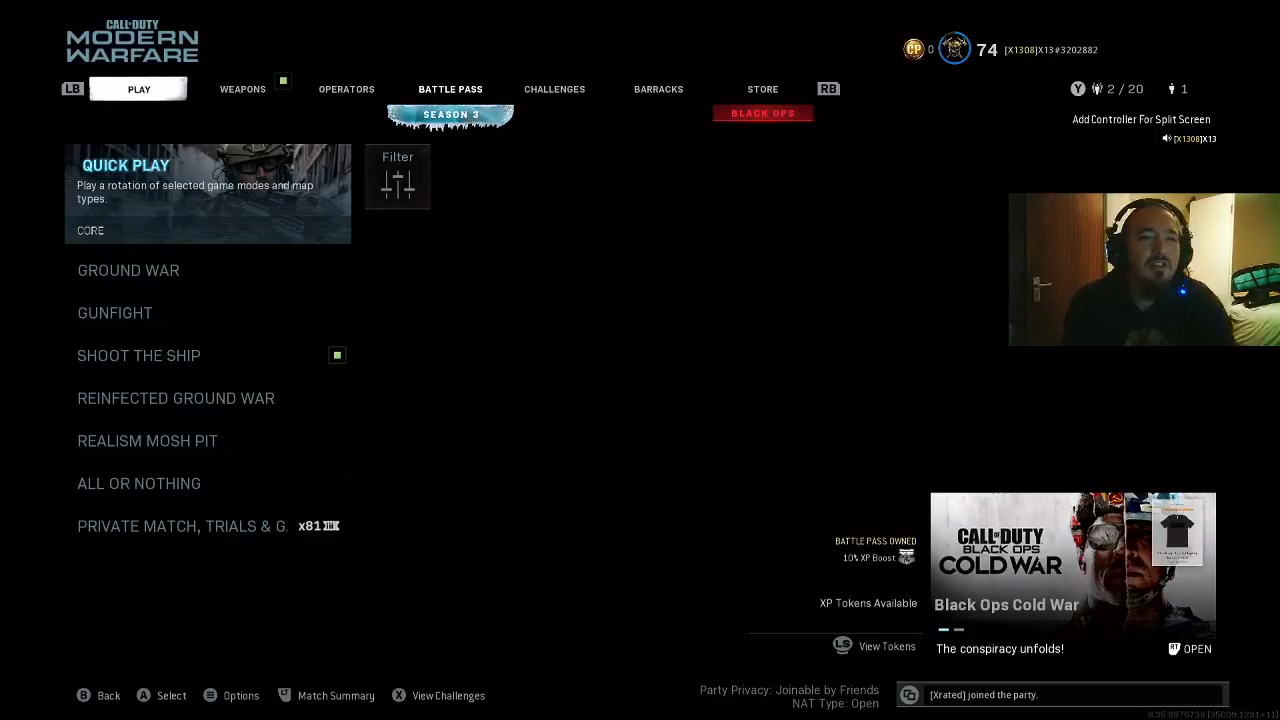 CALL OF DUTY
MODERN
WARFARE
CP 0 74 [X1308]X13#3202882
LB PLAY WEAPONS OPERATORS BATTLE PASS CHALLENGES BARRACKS STORE RB
SEASON 3
BLACK OPS
Y 2 / 20 1
Add Controller For Split Screen
[X1308]X13
QUICK PLAY
Play a rotation of selected game modes and map
types.
CORE
Filter
GROUND WAR
GUNFIGHT
SHOOT THE SHIP
REINFECTED GROUND WAR
REALISM MOSH PIT
ALL OR NOTHING
PRIVATE MATCH, TRIALS & G. x81
BATTLE PASS OWNED
10% XP Boost
XP Tokens Available
LS View Tokens
CALL OF DUTY
BLACK OPS
COLD WAR
Black Ops Cold War
The conspiracy unfolds!
RT OPEN
B Back A Select Options LT Match Summary X View Challenges
Party Privacy: Joinable by Friends
NAT Type: Open
[Xrated] joined the party.